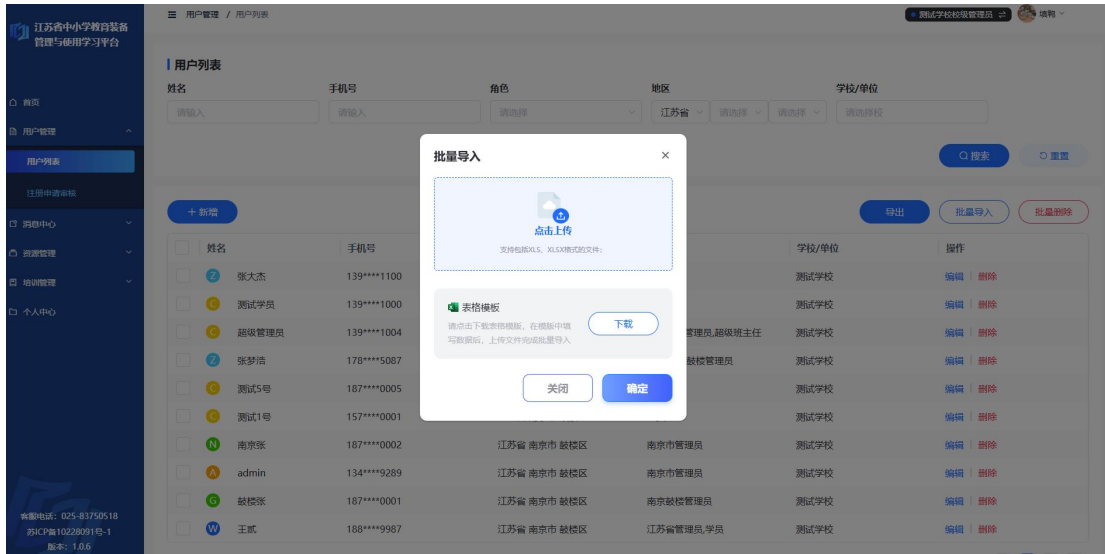 江苏省中小学教育装备
管理与使用学习平台
用户管理 / 用户列表
测试学校校级管理员
用户列表
姓名 手机号 角色 地区 学校/单位
请输入 请输入 请选择 江苏省 请选择 请选择 请选择校
首页
用户管理
用户列表
注册申请审核
消息中心
资源管理
培训管理
个人中心
搜索 重置
+ 新增 导出 批量导入 批量删除
批量导入
点击上传
支持包括XLS、XLSX格式的文件;
表格模板
请点击下载表格模版，在模版中填
写数据后，上传文件完成批量导入
下载
关闭 确定
姓名 手机号 学校/单位 操作
Z 张大杰 139****1100 测试学校 编辑 删除
C 测试学员 139****1000 测试学校 编辑 删除
C 超级管理员 139****1004 管理员,超级班主任 测试学校 编辑 删除
Z 张梦浩 178****5087 鼓楼管理员 测试学校 编辑 删除
C 测试5号 187****0005 测试学校 编辑 删除
C 测试1号 157****0001 测试学校 编辑 删除
N 南京张 187****0002 江苏省 南京市 鼓楼区 南京市管理员 测试学校 编辑 删除
A admin 134****9289 江苏省 南京市 鼓楼区 南京市管理员 测试学校 编辑 删除
G 鼓楼张 187****0001 江苏省 南京市 鼓楼区 南京鼓楼管理员 测试学校 编辑 删除
W 王贰 188****9987 江苏省 南京市 鼓楼区 江苏省管理员,学员 测试学校 编辑 删除
客服电话：025-83750518
苏ICP备10228091号-1
版本：1.0.6